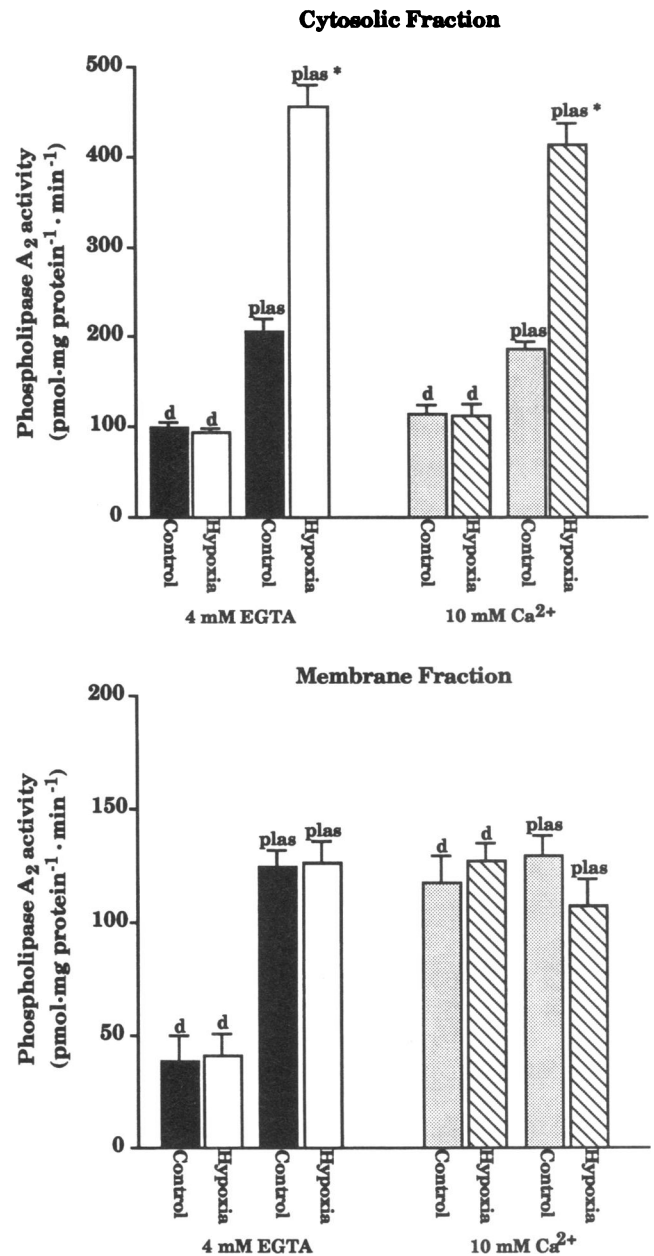 Cytosolic Fraction
Phospholipase A2 activity
(pmol·mg protein-1 · min-1)
500
400
300
200
100
0
d
d
plas
plas *
d
d
plas
plas *
Control
Hypoxia
Control
Hypoxia
Control
Hypoxia
Control
Hypoxia
4 mM EGTA
10 mM Ca2+
Membrane Fraction
Phospholipase A2 activity
(pmol·mg protein-1 · min-1)
200
150
100
50
0
d
d
plas
plas
d
d
plas
plas
Control
Hypoxia
Control
Hypoxia
Control
Hypoxia
Control
Hypoxia
4 mM EGTA
10 mM Ca2+